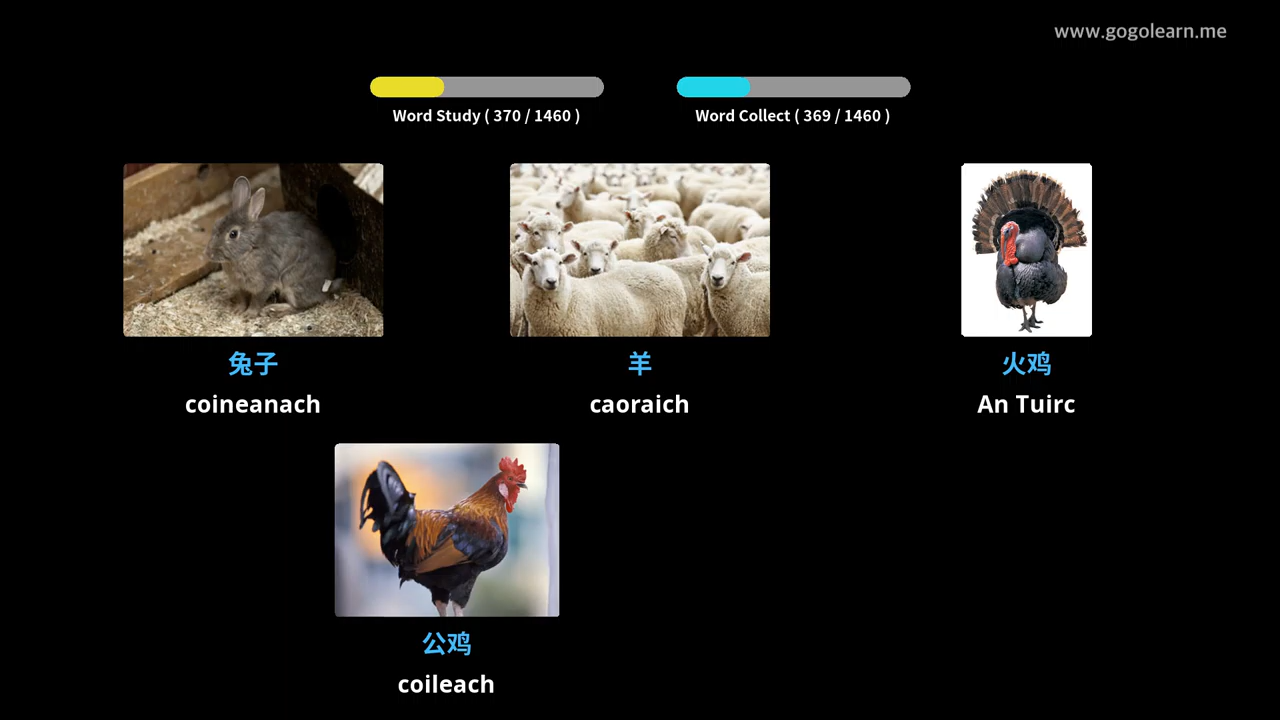 www.gogolearn.me
Word Study ( 370 / 1460 )
Word Collect ( 369 / 1460 )
兔子
羊
火鸡
coineanach
caoraich
An Tuirc
公鸡
coileach